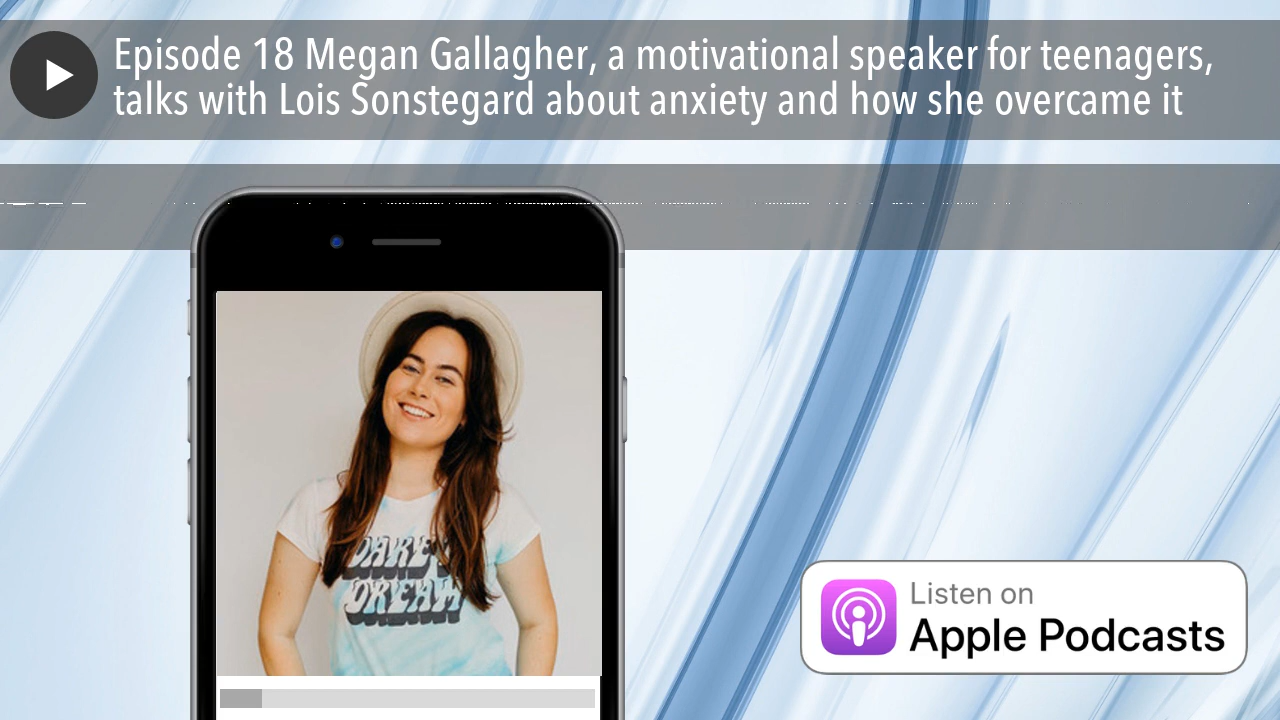 Episode 18 Megan Gallagher, a motivational speaker for teenagers,
talks with Lois Sonstegard about anxiety and how she overcame it
DARE TO
DREAM
Listen on
Apple Podcasts